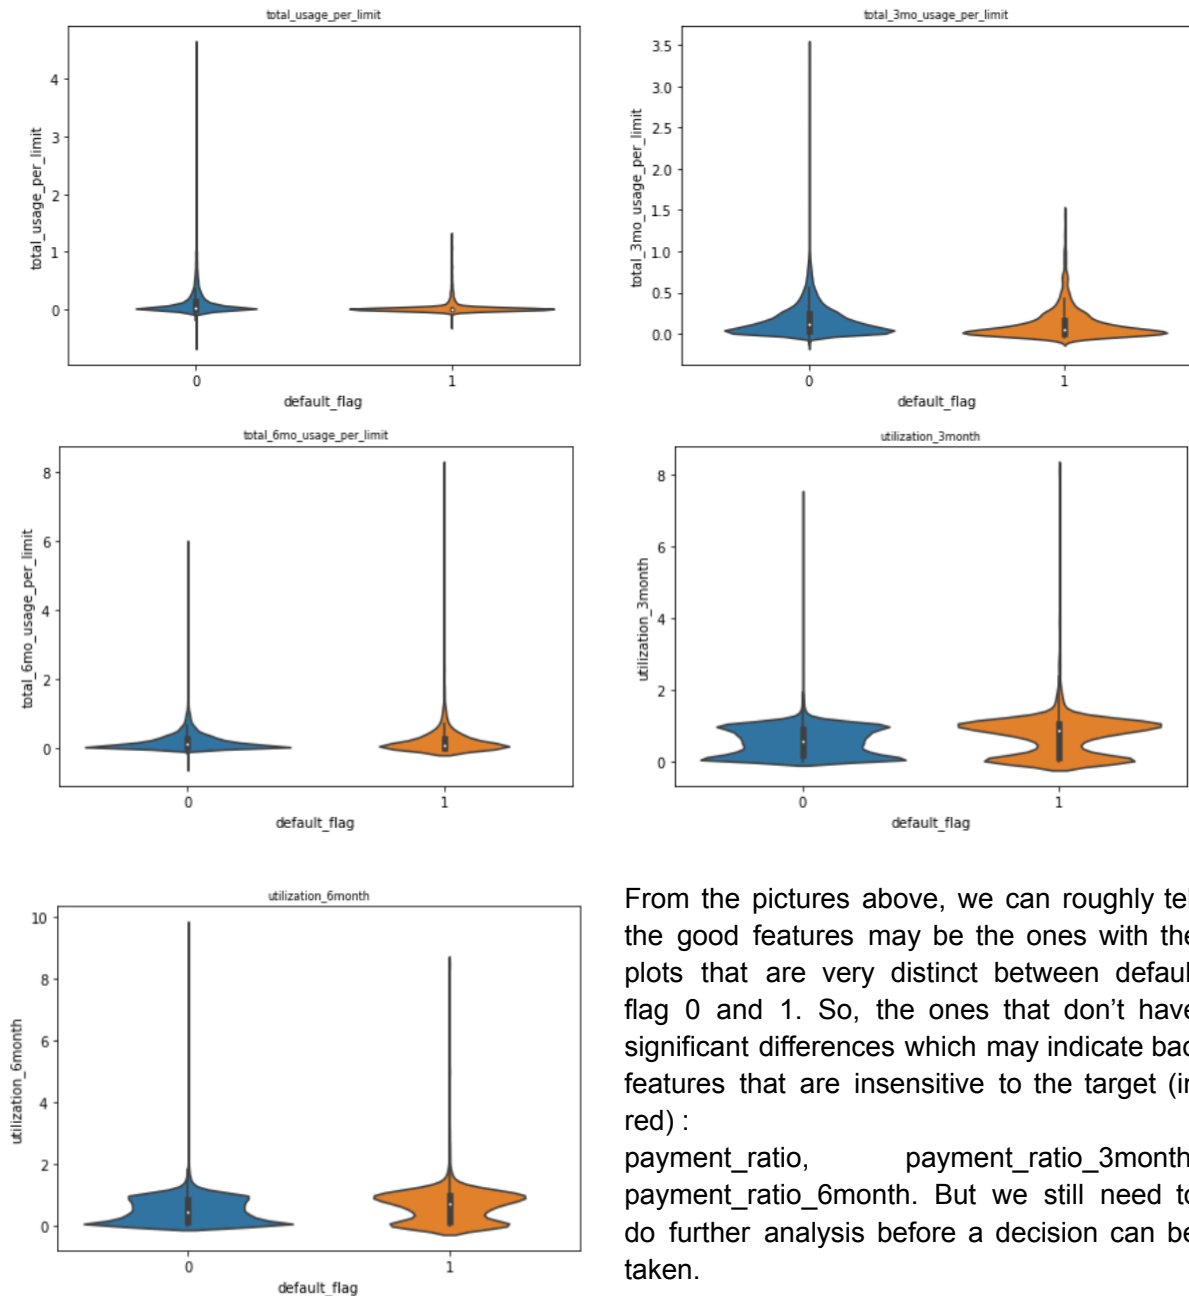 total_usage_per_limit
total_usage_per_limit
4
3
2
1
0
0 1
default_flag
total_3mo_usage_per_limit
total_3mo_usage_per_limit
3.5
3.0
2.5
2.0
1.5
1.0
0.5
0.0
0 1
default_flag
total_6mo_usage_per_limit
total_6mo_usage_per_limit
8
6
4
2
0
0 1
default_flag
utilization_3month
utilization_3month
8
6
4
2
0
0 1
default_flag
utilization_6month
utilization_6month
10
8
6
4
2
0
0 1
default_flag
From the pictures above, we can roughly tel
the good features may be the ones with the
plots that are very distinct between defaul
flag 0 and 1. So, the ones that don't have
significant differences which may indicate bad
features that are insensitive to the target (in
red) :
payment_ratio, payment_ratio_3month
payment_ratio_6month. But we still need to
do further analysis before a decision can be
taken.